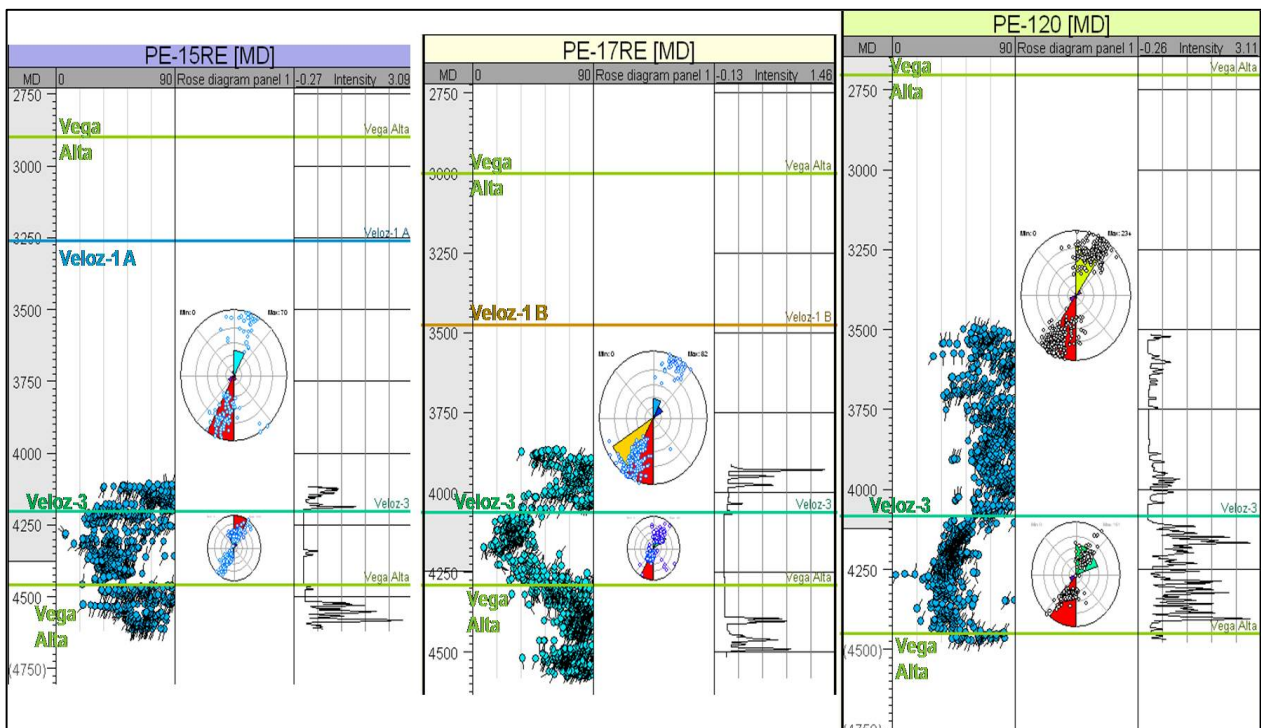 PE-15RE [MD]
MD 0 90 Rose diagram panel 1 -0.27 Intensity 3.09
2750
Vega Alta
Vega
Alta
3000
Veloz-1 A
3250
Veloz-1A
3500
Min: 0 Max: 70
3750
4000
Veloz-3
Veloz-3
4250
Vega Alta
4500
Vega
Alta
(4750)
PE-17RE [MD]
MD 0 90 Rose diagram panel 1 -0.13 Intensity 1.46
2750
Vega
Vega Alta
3000
Alta
3250
Veloz-1 B
Veloz-1 B
3500
Min: 0 Max: 82
3750
4000
Veloz-3
Veloz-3
4250
Vega Alta
Vega
Alta
4500
PE-120 [MD]
MD 0 90 Rose diagram panel 1 -0.26 Intensity 3.11
Vega
Vega Alta
2750
Alta
3000
3250
Min: 0 Max: 23+
3500
3750
4000
Veloz-3
Veloz-3
4250
Vega Alta
(4500)
Vega
Alta